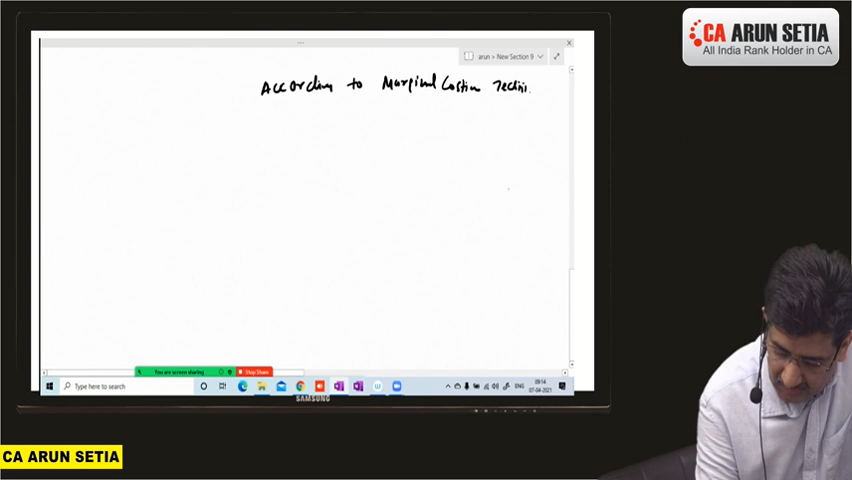 CA ARUN SETIA
All India Rank Holder in CA
arun > New Section 9
According to Marginal Costin Techni.
You are screen sharing
Stop Share
Type here to search
ENG
09:14
07-04-2021
SAMSUNG
CA ARUN SETIA